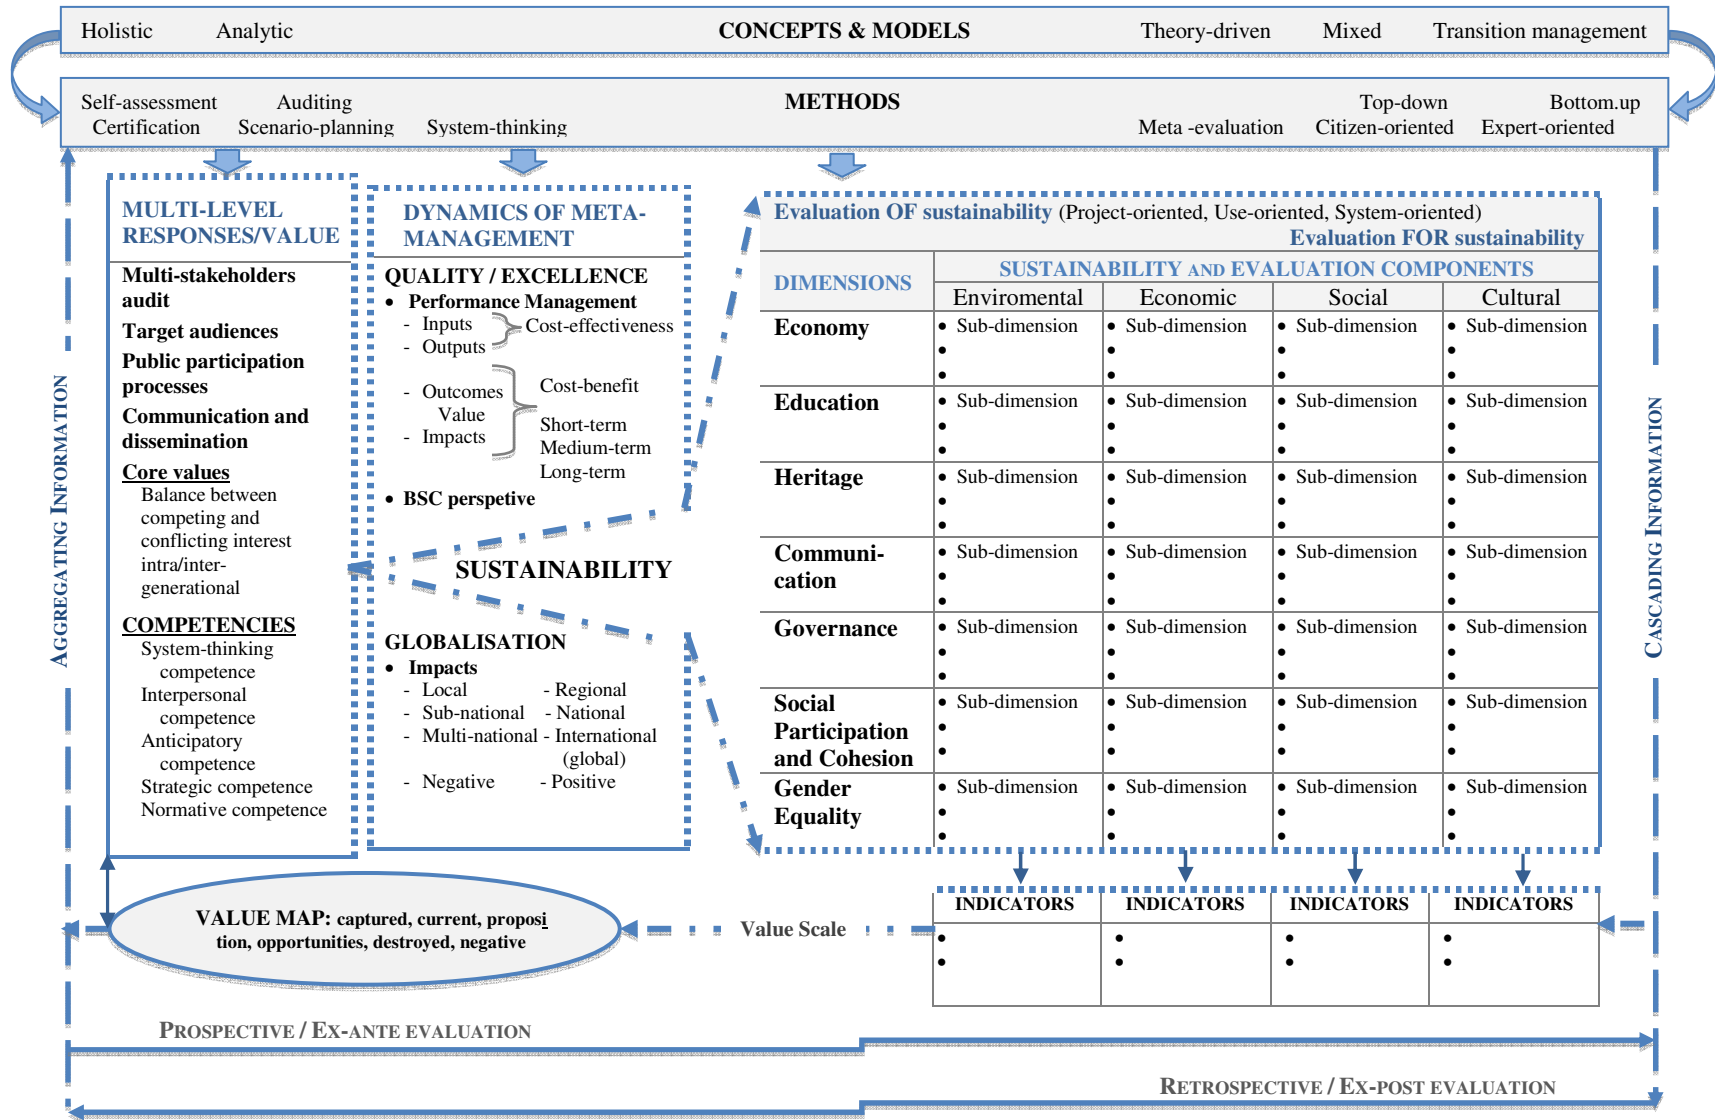 Holistic Analytic CONCEPTS & MODELS Theory-driven Mixed Transition management
Self-assessment Auditing METHODS Top-down Bottom.up
Certification Scenario-planning System-thinking Meta -evaluation Citizen-oriented Expert-oriented
AGGREGATING INFORMATION
MULTI-LEVEL
RESPONSES/VALUE
Multi-stakeholders
audit
Target audiences
Public participation
processes
Communication and
dissemination
Core values
Balance between
competing and
conflicting interest
intra/inter-
generational
COMPETENCIES
System-thinking
competence
Interpersonal
competence
Anticipatory
competence
Strategic competence
Normative competence
DYNAMICS OF META-
MANAGEMENT
QUALITY / EXCELLENCE
• Performance Management
- Inputs
Cost-effectiveness
- Outputs
- Outcomes
Value
- Impacts
Cost-benefit
Short-term
Medium-term
Long-term
• BSC perspetive
SUSTAINABILITY
GLOBALISATION
• Impacts
- Local - Regional
- Sub-national - National
- Multi-national - International
(global)
- Negative - Positive
Evaluation OF sustainability (Project-oriented, Use-oriented, System-oriented)
Evaluation FOR sustainability
DIMENSIONS
SUSTAINABILITY AND EVALUATION COMPONENTS
Enviromental Economic Social Cultural
Economy • Sub-dimension • Sub-dimension • Sub-dimension • Sub-dimension
• • • •
• • • •
Education • Sub-dimension • Sub-dimension • Sub-dimension • Sub-dimension
• • • •
• • • •
Heritage • Sub-dimension • Sub-dimension • Sub-dimension • Sub-dimension
• • • •
• • • •
Communi- • Sub-dimension • Sub-dimension • Sub-dimension • Sub-dimension
cation • • • •
• • • •
Governance • Sub-dimension • Sub-dimension • Sub-dimension • Sub-dimension
• • • •
• • • •
Social • Sub-dimension • Sub-dimension • Sub-dimension • Sub-dimension
Participation • • • •
and Cohesion • • • •
Gender • Sub-dimension • Sub-dimension • Sub-dimension • Sub-dimension
Equality • • • •
• • • •
CASCADING INFORMATION
INDICATORS INDICATORS INDICATORS INDICATORS
• • • •
• • • •
Value Scale
VALUE MAP: captured, current, proposi
tion, opportunities, destroyed, negative
PROSPECTIVE / EX-ANTE EVALUATION
RETROSPECTIVE / EX-POST EVALUATION